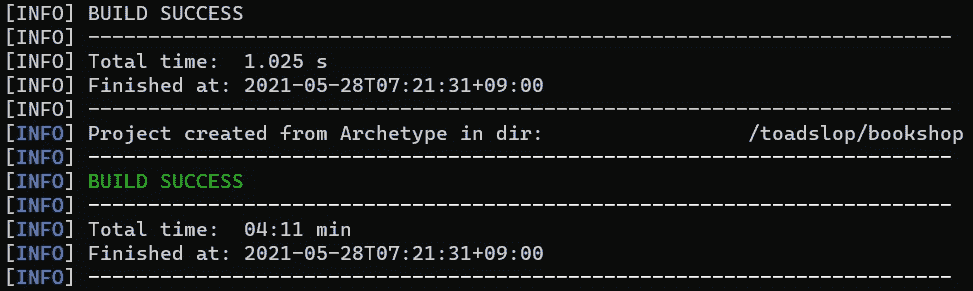 [INFO] BUILD SUCCESS
[INFO] ------------------------------------------------------------------------
[INFO] Total time:  1.025 s
[INFO] Finished at: 2021-05-28T07:21:31+09:00
[INFO] ------------------------------------------------------------------------
[INFO] Project created from Archetype in dir:                 /toadslop/bookshop
[INFO] ------------------------------------------------------------------------
[INFO] BUILD SUCCESS
[INFO] ------------------------------------------------------------------------
[INFO] Total time:  04:11 min
[INFO] Finished at: 2021-05-28T07:21:31+09:00
[INFO] ------------------------------------------------------------------------